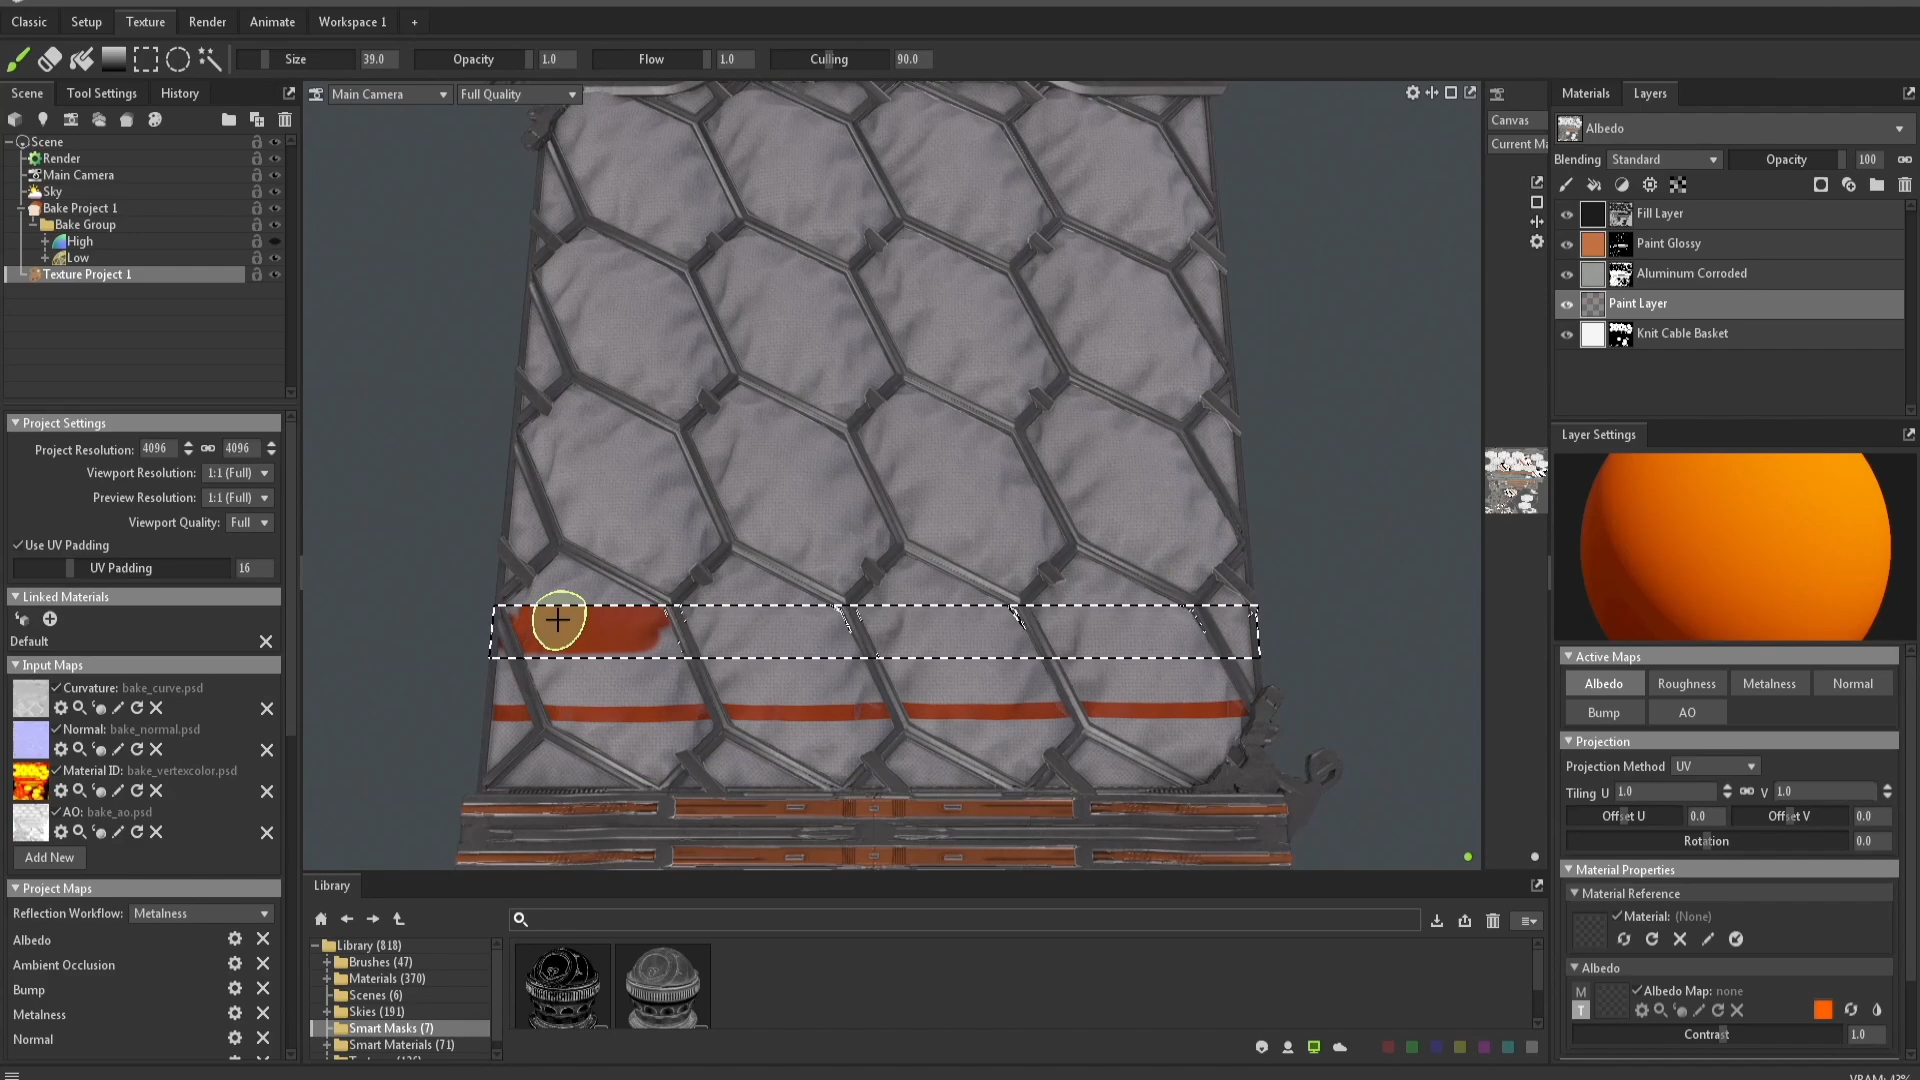 Classic Setup Texture Render Animate Workspace 1 +
Size 39.0 Opacity 1.0 Flow 1.0 Culling 90.0
Scene Tool Settings History
Scene
Render
Main Camera
Sky
Bake Project 1
Bake Group
High
Low
Texture Project 1
Project Settings
Project Resolution: 4096 4096
Viewport Resolution: 1:1 (Full)
Preview Resolution: 1:1 (Full)
Viewport Quality: Full
Use UV Padding
UV Padding 16
Linked Materials
Default
Input Maps
Curvature: bake_curve.psd
Normal: bake_normal.psd
Material ID: bake_vertexcolor.psd
AO: bake_ao.psd
Add New
Project Maps
Reflection Workflow: Metalness
Albedo
Ambient Occlusion
Bump
Metalness
Normal
Main Camera Full Quality
Library
Library (818)
Brushes (47)
Materials (370)
Scenes (6)
Skies (191)
Smart Masks (7)
Smart Materials (71)
Canvas
Current Ma
Materials Layers
Albedo
Blending Standard Opacity 100
Fill Layer
Paint Glossy
Aluminum Corroded
Paint Layer
Knit Cable Basket
Layer Settings
Active Maps
Albedo Roughness Metalness Normal
Bump AO
Projection
Projection Method UV
Tiling U 1.0 V 1.0
Offset U 0.0 Offset V 0.0
Rotation 0.0
Material Properties
Material Reference
Material: (None)
Albedo
M
T
Albedo Map: none
Contrast 1.0